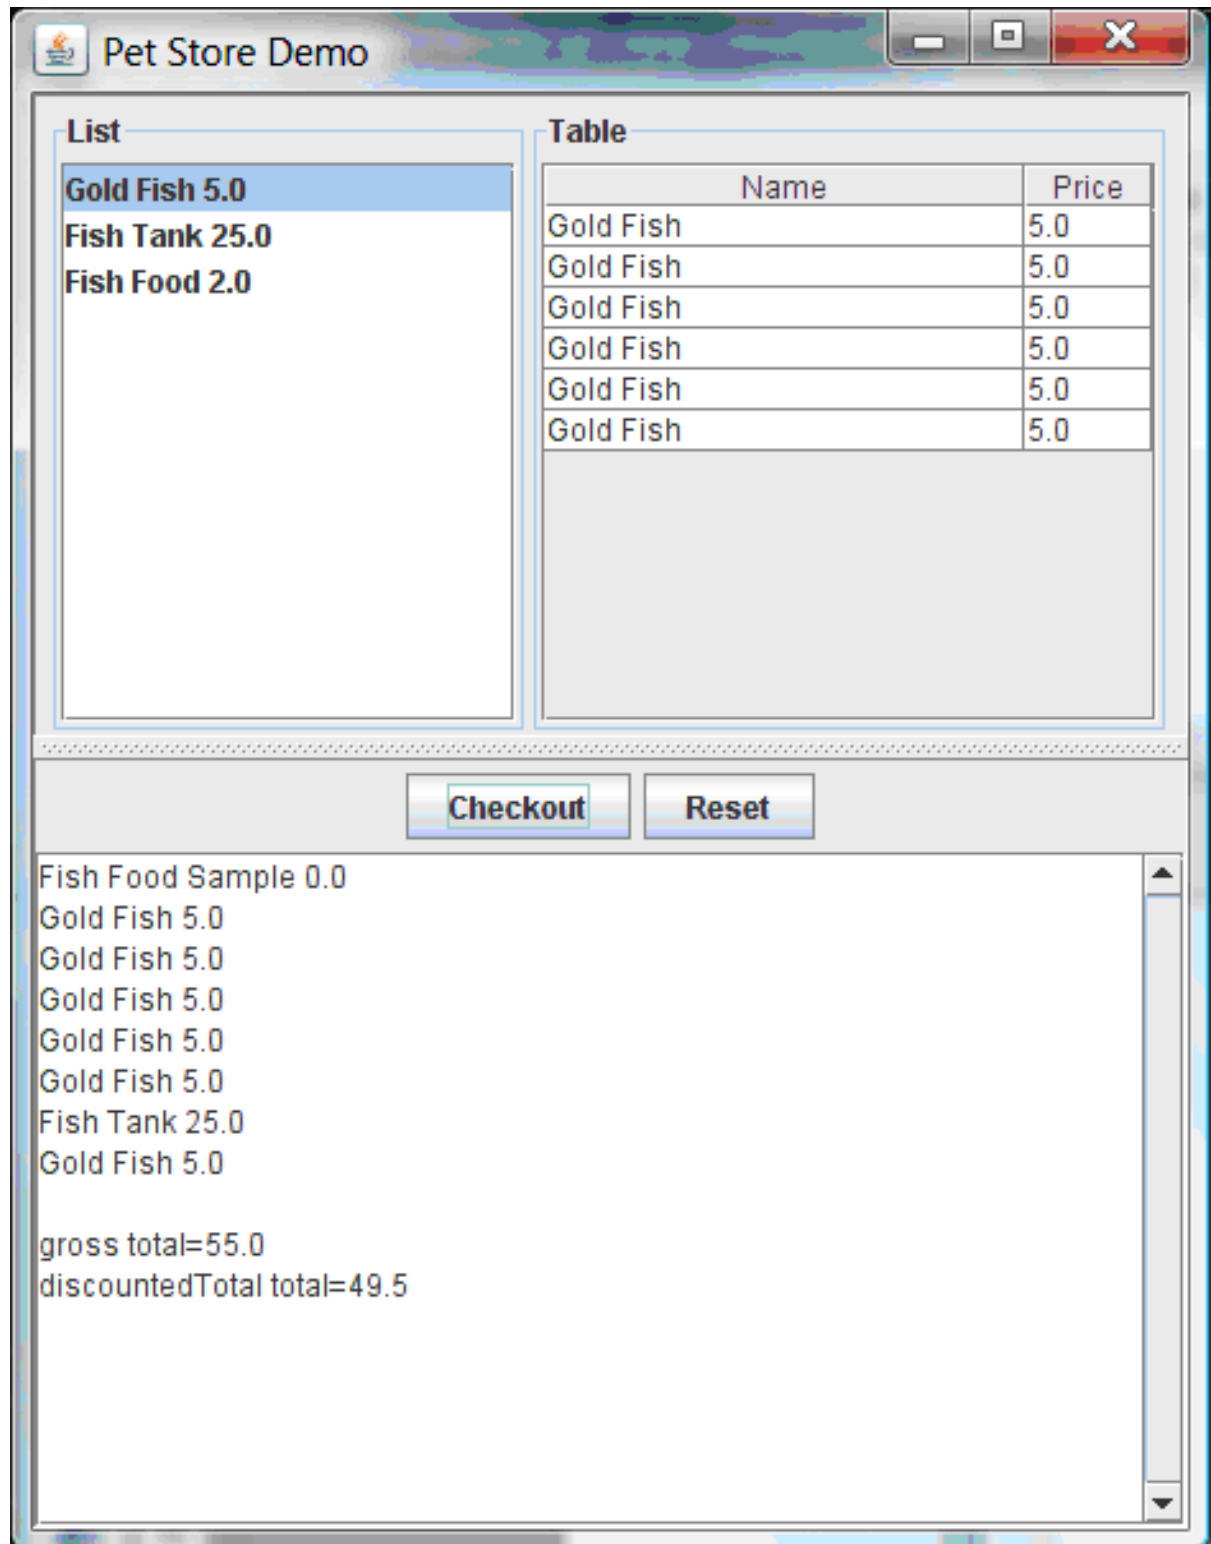 Pet Store Demo
List
Gold Fish 5.0
Fish Tank 25.0
Fish Food 2.0
Table
Name Price
Gold Fish 5.0
Gold Fish 5.0
Gold Fish 5.0
Gold Fish 5.0
Gold Fish 5.0
Gold Fish 5.0
Checkout Reset
Fish Food Sample 0.0
Gold Fish 5.0
Gold Fish 5.0
Gold Fish 5.0
Gold Fish 5.0
Gold Fish 5.0
Fish Tank 25.0
Gold Fish 5.0
gross total=55.0
discountedTotal total=49.5